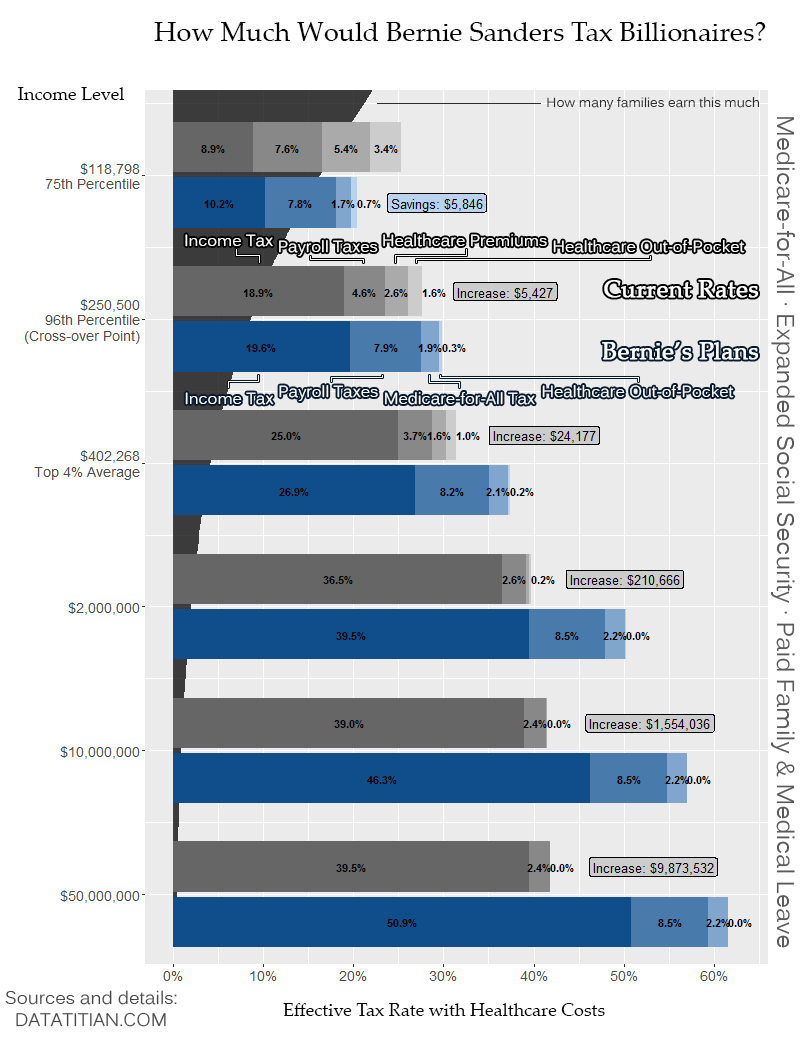 How Much Would Bernie Sanders Tax Billionaires?
Income Level
How many families earn this much
8.9% 7.6% 5.4% 3.4%
$118,798
75th Percentile
10.2% 7.8% 1.7% 0.7% Savings: $5,846
Income Tax Payroll Taxes Healthcare Premiums Healthcare Out-of-Pocket
18.9% 4.6% 2.6% 1.6% Increase: $5,427 Current Rates
$250,500
96th Percentile
(Cross-over Point)
19.6% 7.9% 1.9% 0.3% Bernie's Plans
Income Tax Payroll Taxes Medicare-for-All Tax Healthcare Out-of-Pocket
25.0% 3.7% 1.6% 1.0% Increase: $24,177
$402,268
Top 4% Average
26.9% 8.2% 2.1% 0.2%
36.5% 2.6% 0.2% Increase: $210,666
$2,000,000
39.5% 8.5% 2.2% 0.0%
39.0% 2.4% 0.0% Increase: $1,554,036
$10,000,000
46.3% 8.5% 2.2% 0.0%
39.5% 2.4% 0.0% Increase: $9,873,532
$50,000,000
50.9% 8.5% 2.2% 0.0%
0% 10% 20% 30% 40% 50% 60%
Effective Tax Rate with Healthcare Costs
Medicare-for-All · Expanded Social Security · Paid Family & Medical Leave
Sources and details:
DATATITIAN.COM